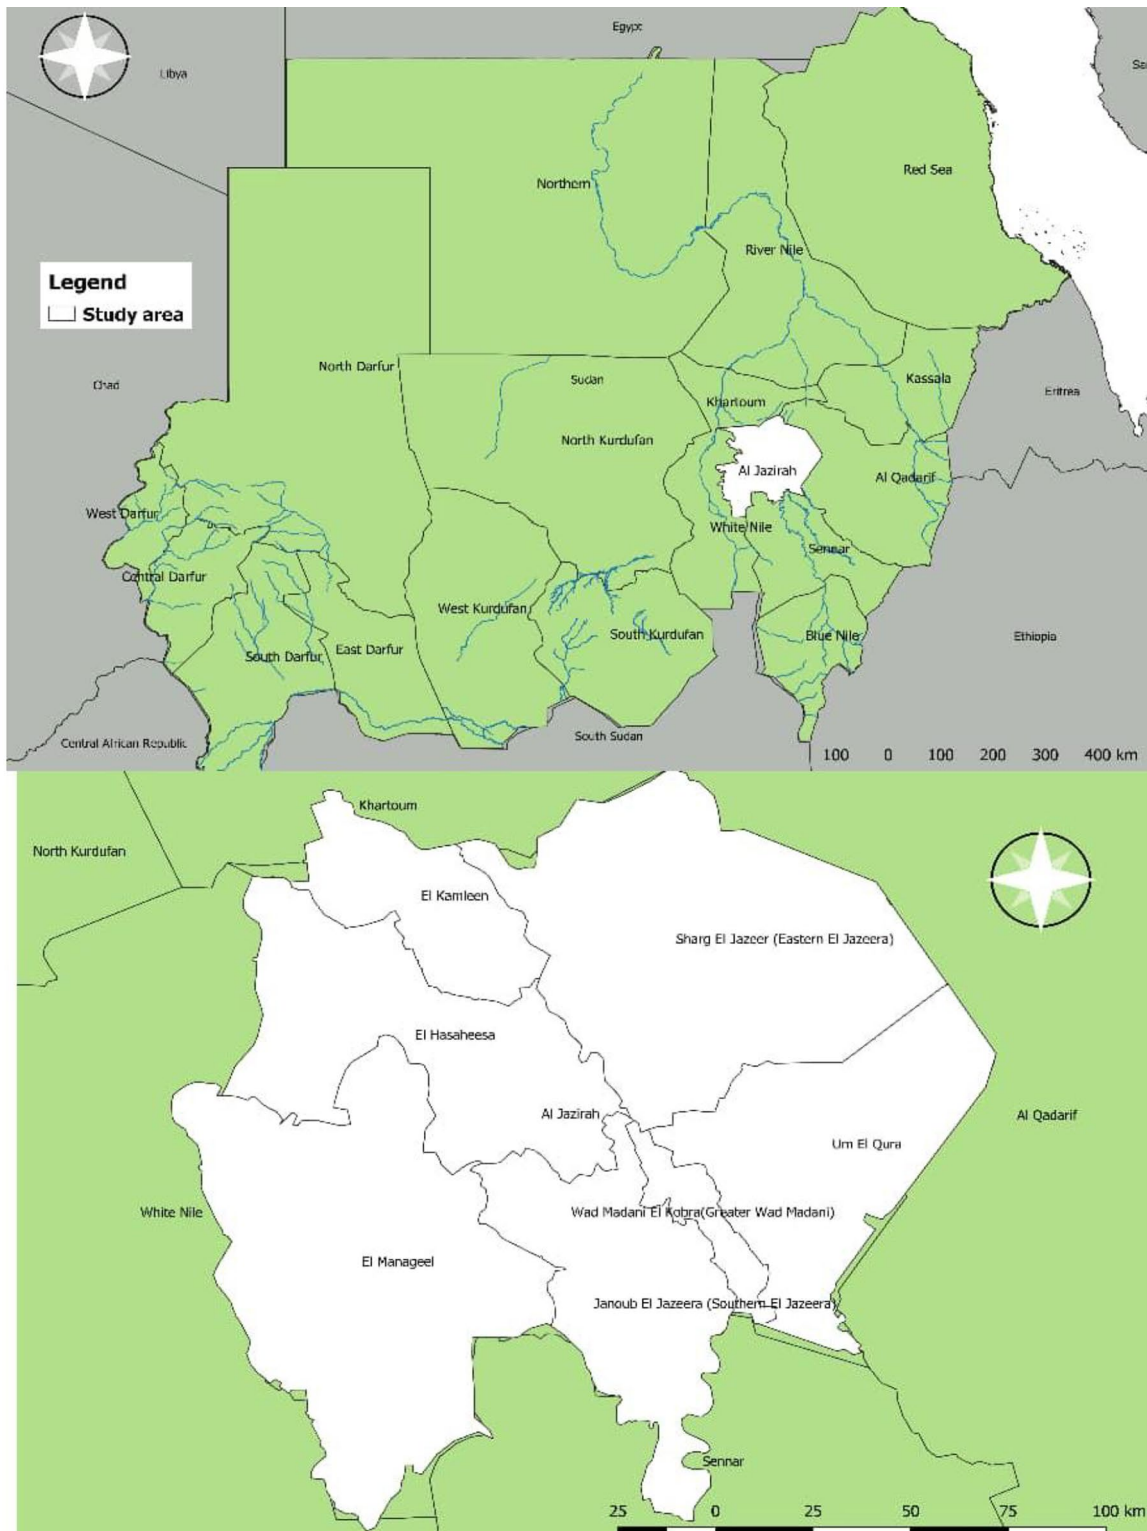 Egypt
Libya
Sa
Red Sea
Northern
River Nile
Legend
Study area
North Darfur
Sudan
Kassala
Chad
Eritrea
Khartoum
North Kurdufan
Al Jazirah
Al Qadarif
West Darfur
White Nile
Sennar
Central Darfur
West Kurdufan
South Kurdufan
Blue Nile
Ethiopia
East Darfur
South Darfur
South Sudan
Central African Republic
100 0 100 200 300 400 km
Khartoum
North Kurdufan
El Kamleen
Sharg El Jazeer (Eastern El Jazeera)
El Hasaheesa
Al Jazirah
Al Qadarif
Um El Qura
White Nile
Wad Madani El Kobra(Greater Wad Madani)
El Manageel
Janoub El Jazeera (Southern El Jazeera)
Sennar
25 0 25 50 75 100 km